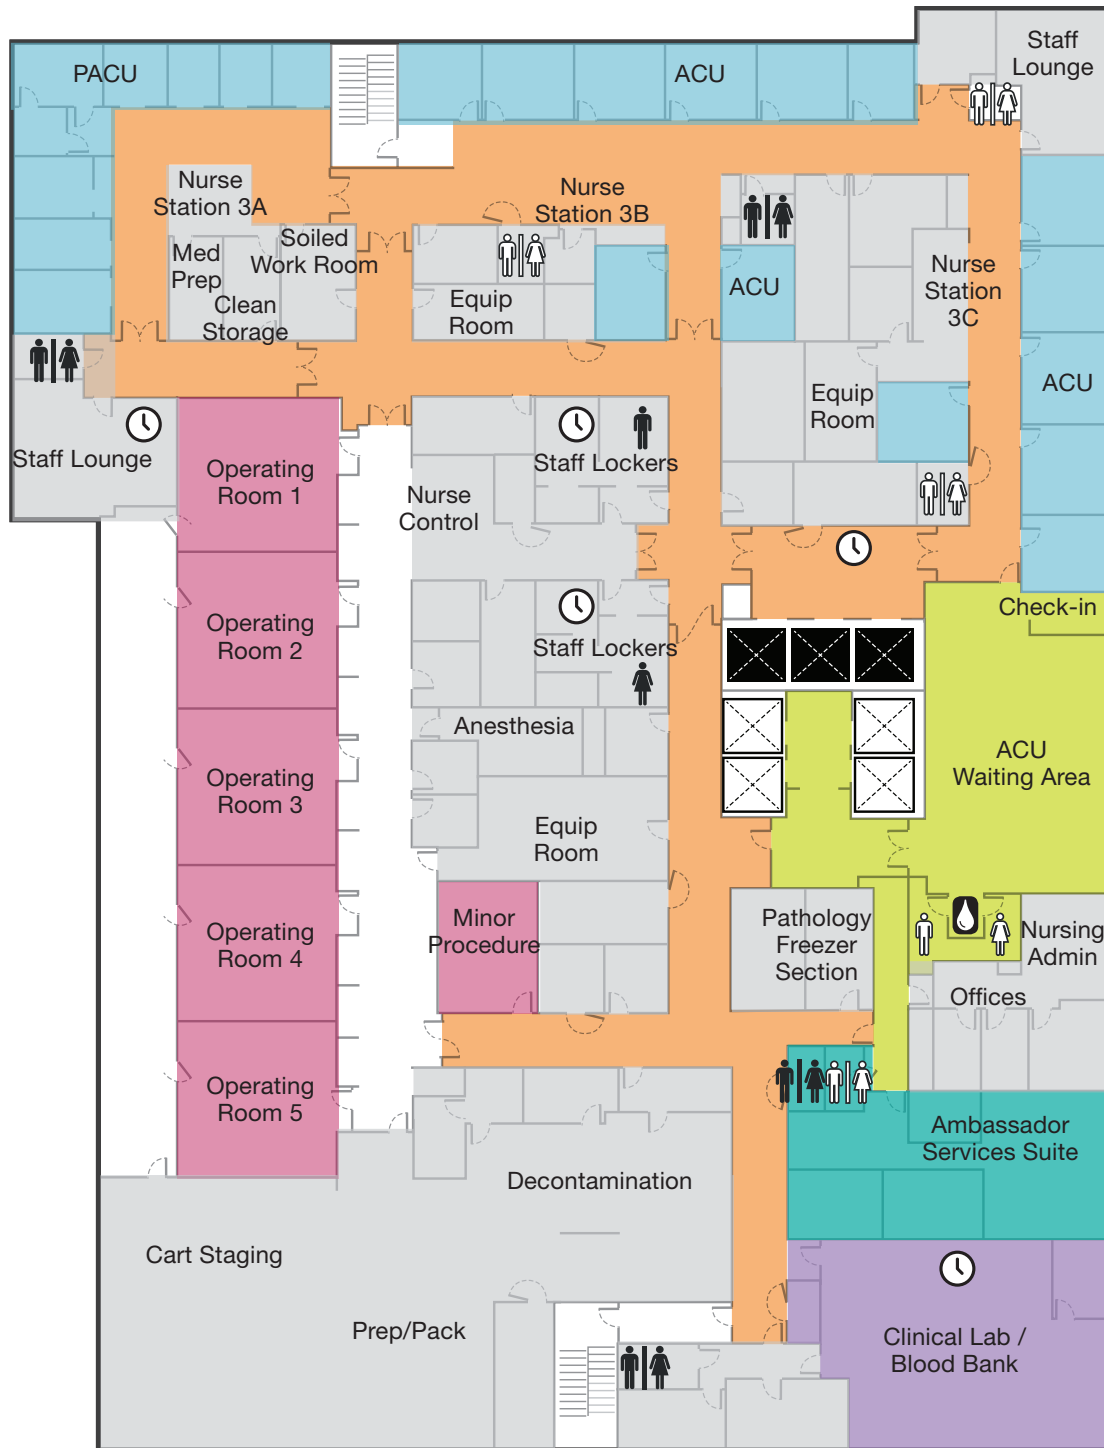 Staff
Lounge
PACU
ACU
Nurse
Station 3A
Nurse
Station 3B
Med
Prep
Soiled
Work Room
Clean
Storage
Equip
Room
ACU
Nurse
Station
3C
Equip
Room
ACU
Staff Lounge
Operating
Room 1
Nurse
Control
Staff Lockers
Operating
Room 2
Staff Lockers
Check-in
Anesthesia
Operating
Room 3
Equip
Room
ACU
Waiting Area
Operating
Room 4
Minor
Procedure
Pathology
Freezer
Section
Nursing
Admin
Offices
Operating
Room 5
Ambassador
Services Suite
Decontamination
Cart Staging
Prep/Pack
Clinical Lab /
Blood Bank